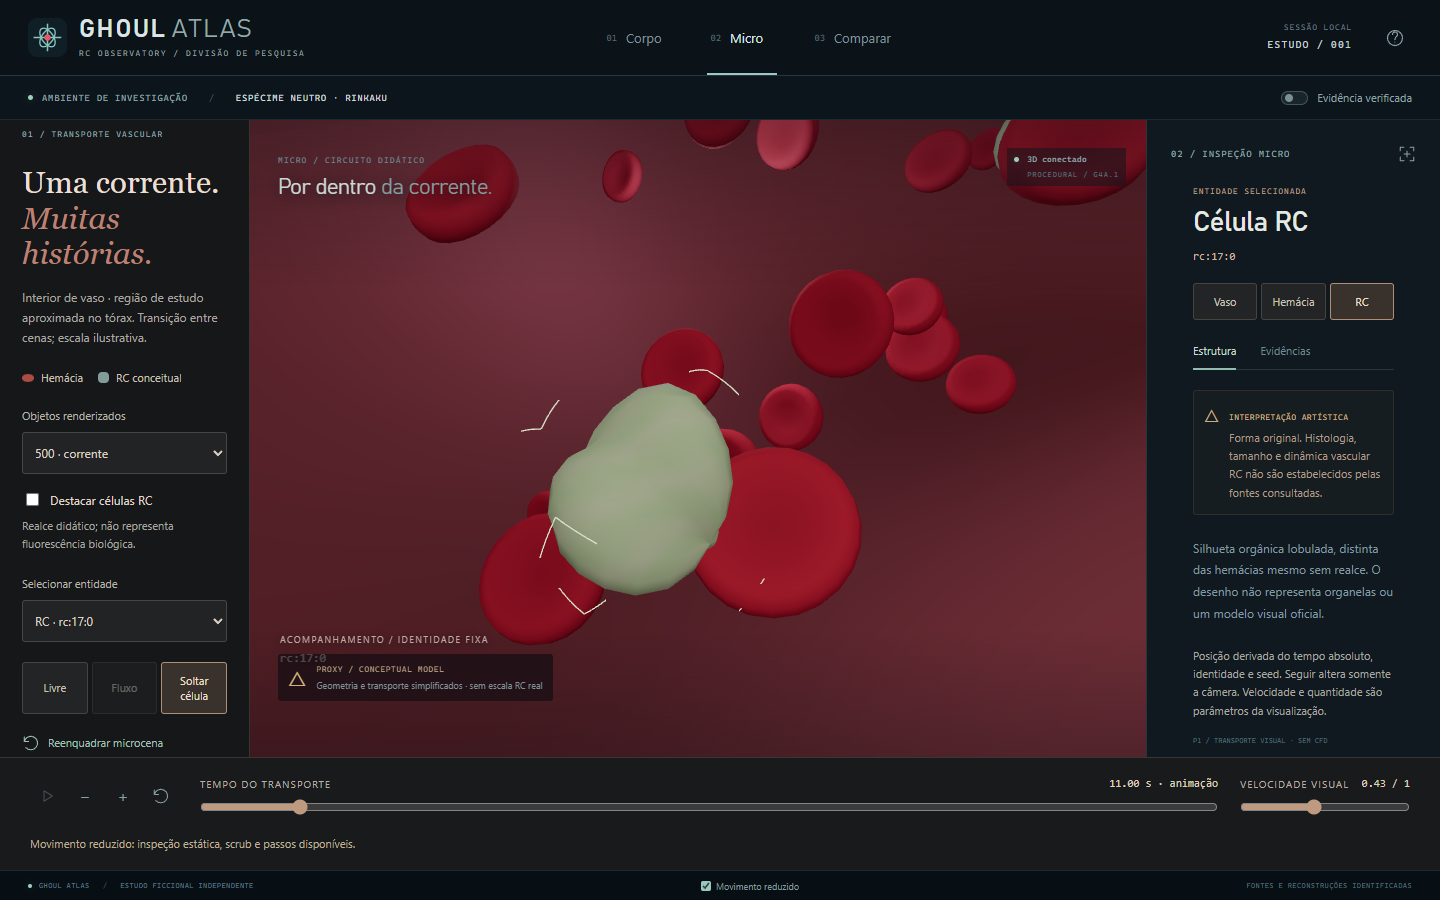 GHOUL ATLAS
RC OBSERVATORY / DIVISÃO DE PESQUISA
01 Corpo
02 Micro
03 Comparar
SESSÃO LOCAL
ESTUDO / 001
AMBIENTE DE INVESTIGAÇÃO / ESPÉCIME NEUTRO · RINKAKU
Evidência verificada
01 / TRANSPORTE VASCULAR
Uma corrente.
Muitas
histórias.
Interior de vaso · região de estudo
aproximada no tórax. Transição entre
cenas; escala ilustrativa.
Hemácia RC conceitual
Objetos renderizados
500 · corrente
Destacar células RC
Realce didático; não representa
fluorescência biológica.
Selecionar entidade
RC · rc:17:0
Livre
Fluxo
Soltar
célula
Reenquadrar microcena
MICRO / CIRCUITO DIDÁTICO
Por dentro da corrente.
3D conectado
PROCEDURAL / G4A.1
ACOMPANHAMENTO / IDENTIDADE FIXA
rc:17:0
PROXY / CONCEPTUAL MODEL
Geometria e transporte simplificados · sem escala RC real
02 / INSPEÇÃO MICRO
ENTIDADE SELECIONADA
Célula RC
rc:17:0
Vaso
Hemácia
RC
Estrutura
Evidências
INTERPRETAÇÃO ARTÍSTICA
Forma original. Histologia,
tamanho e dinâmica vascular
RC não são estabelecidos pelas
fontes consultadas.
Silhueta orgânica lobulada, distinta
das hemácias mesmo sem realce. O
desenho não representa organelas ou
um modelo visual oficial.
Posição derivada do tempo absoluto,
identidade e seed. Seguir altera somente
a câmera. Velocidade e quantidade são
parâmetros da visualização.
P1 / TRANSPORTE VISUAL · SEM CFD
TEMPO DO TRANSPORTE
11.00 s · animação
VELOCIDADE VISUAL 0.43 / 1
Movimento reduzido: inspeção estática, scrub e passos disponíveis.
GHOUL ATLAS / ESTUDO FICCIONAL INDEPENDENTE
Movimento reduzido
FONTES E RECONSTRUÇÕES IDENTIFICADAS